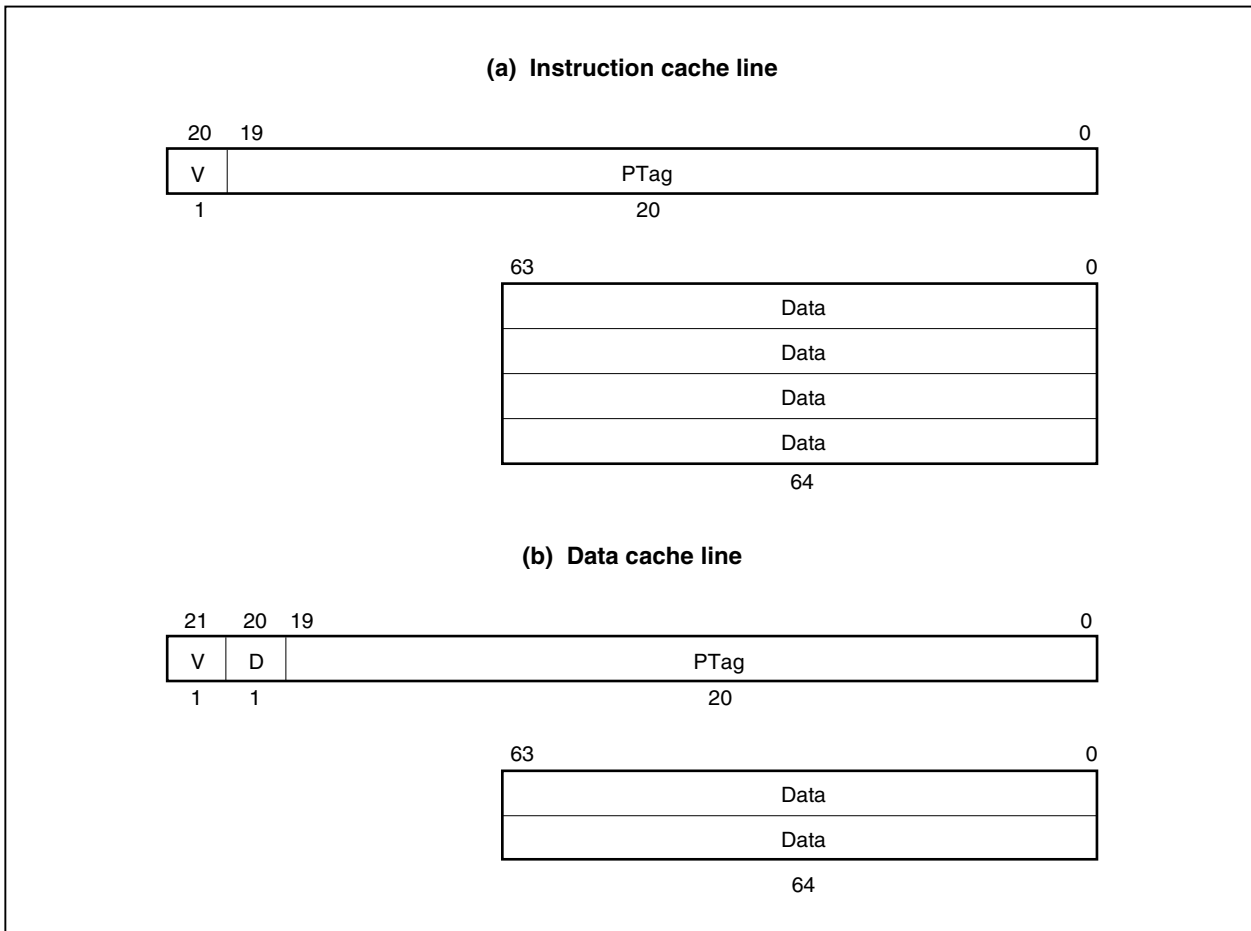 (a) Instruction cache line
20 19 0
V PTag
1 20
63 0
Data
Data
Data
Data
64
(b) Data cache line
21 20 19 0
V D PTag
1 1 20
63 0
Data
Data
64